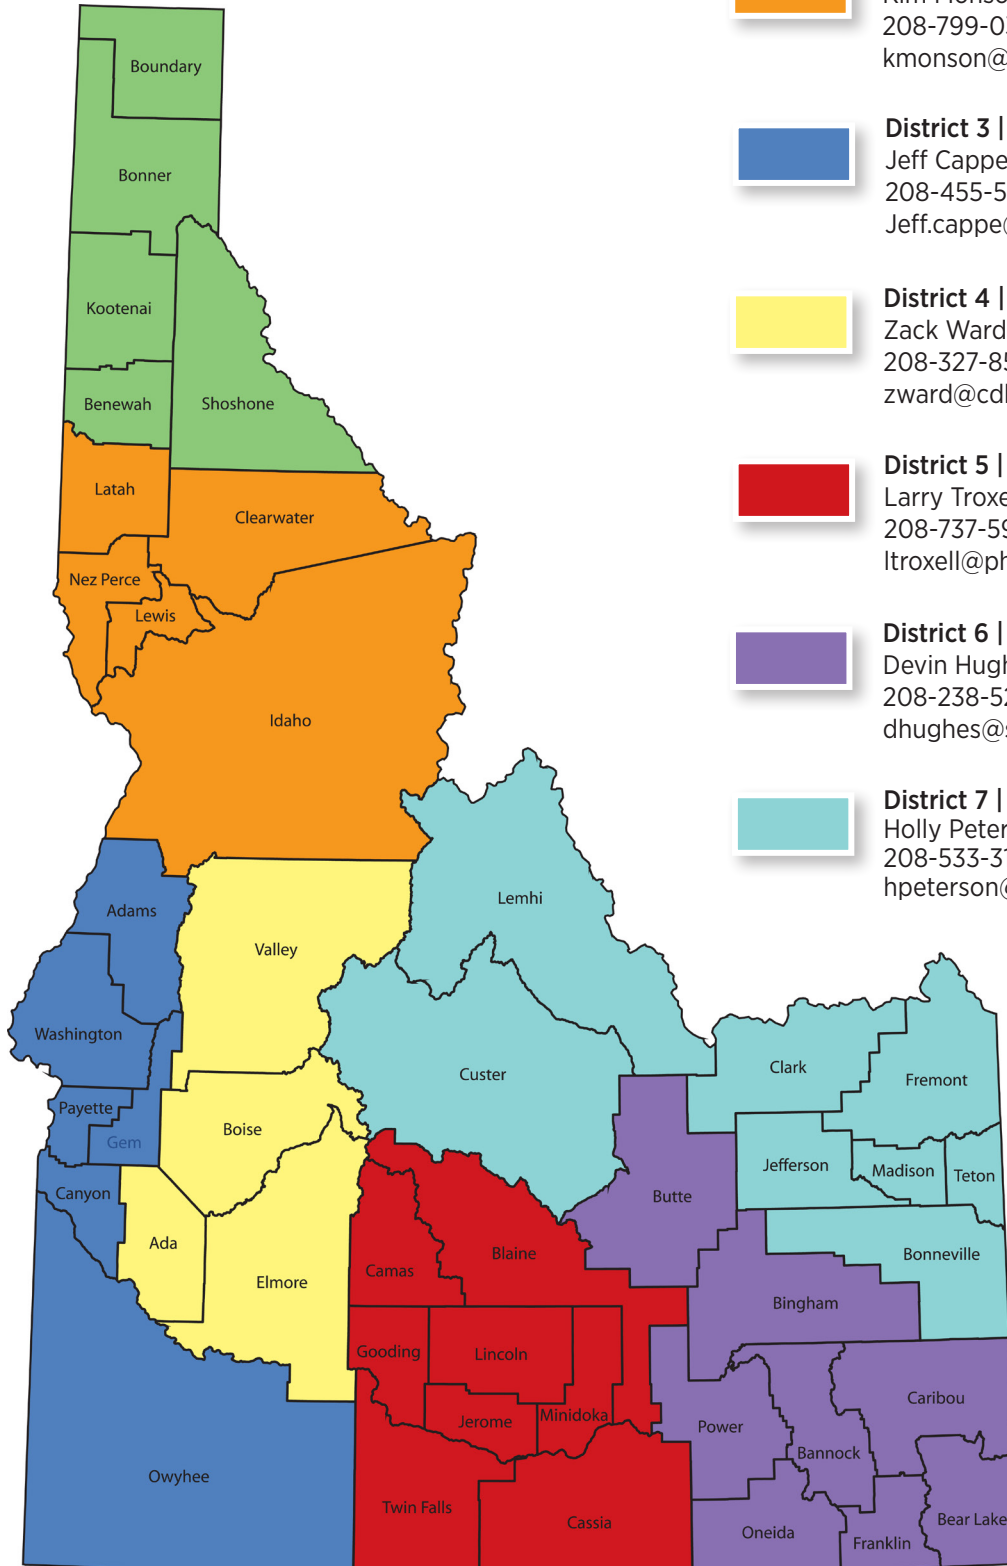 208-799-03
kmonson@
District 3 |
Jeff Cappe
208-455-5
Jeff.cappe@
District 4 |
Zack Ward
208-327-85
zward@cdl
District 5 |
Larry Troxe
208-737-59
ltroxell@ph
District 6 |
Devin Hugh
208-238-52
dhughes@s
District 7 |
Holly Peter
208-533-31
hpeterson@
Boundary
Bonner
Kootenai
Benewah
Shoshone
Latah
Clearwater
Nez Perce
Lewis
Idaho
Adams
Valley
Lemhi
Washington
Custer
Clark
Fremont
Payette
Gem
Boise
Jefferson
Madison
Teton
Butte
Canyon
Ada
Elmore
Camas
Blaine
Bonneville
Bingham
Gooding
Lincoln
Jerome
Minidoka
Power
Caribou
Bannock
Owyhee
Twin Falls
Cassia
Oneida
Franklin
Bear Lake